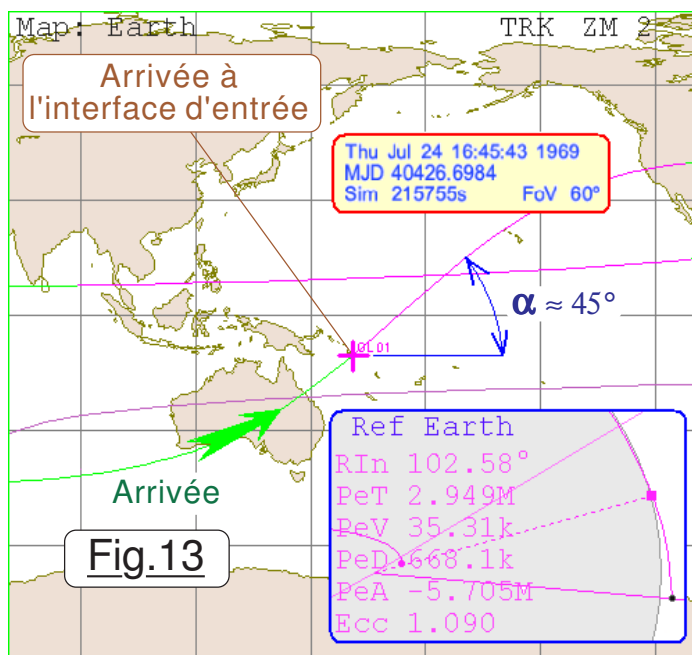 Map: Earth
TRK ZM 2
Arrivée à
l'interface d'entrée
Thu Jul 24 16:45:43 1969
MJD 40426.6984
Sim 215755s FoV 60°
α ≈ 45°
GL01
Arrivée
Fig.13
Ref Earth
RIn 102.58°
PeT 2.949M
PeV 35.31k
PeD 668.1k
PeA -5.705M
Ecc 1.090